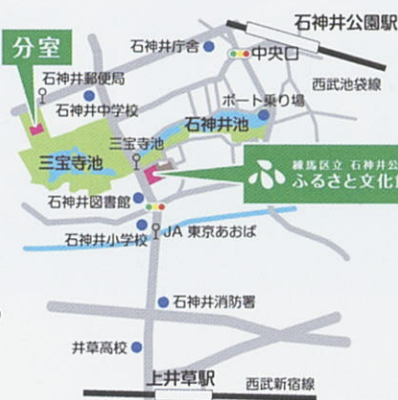 石神井公園駅
分室
石神井庁舎
中央口
石神井郵便局
西武池袋線
石神井中学校
ボート乗り場
石神井池
三宝寺池
三宝寺池
練馬区立 石神井公
ふるさと文化
石神井図書館
石神井小学校
JA 東京あおば
石神井消防署
井草高校
上井草駅
西武新宿線